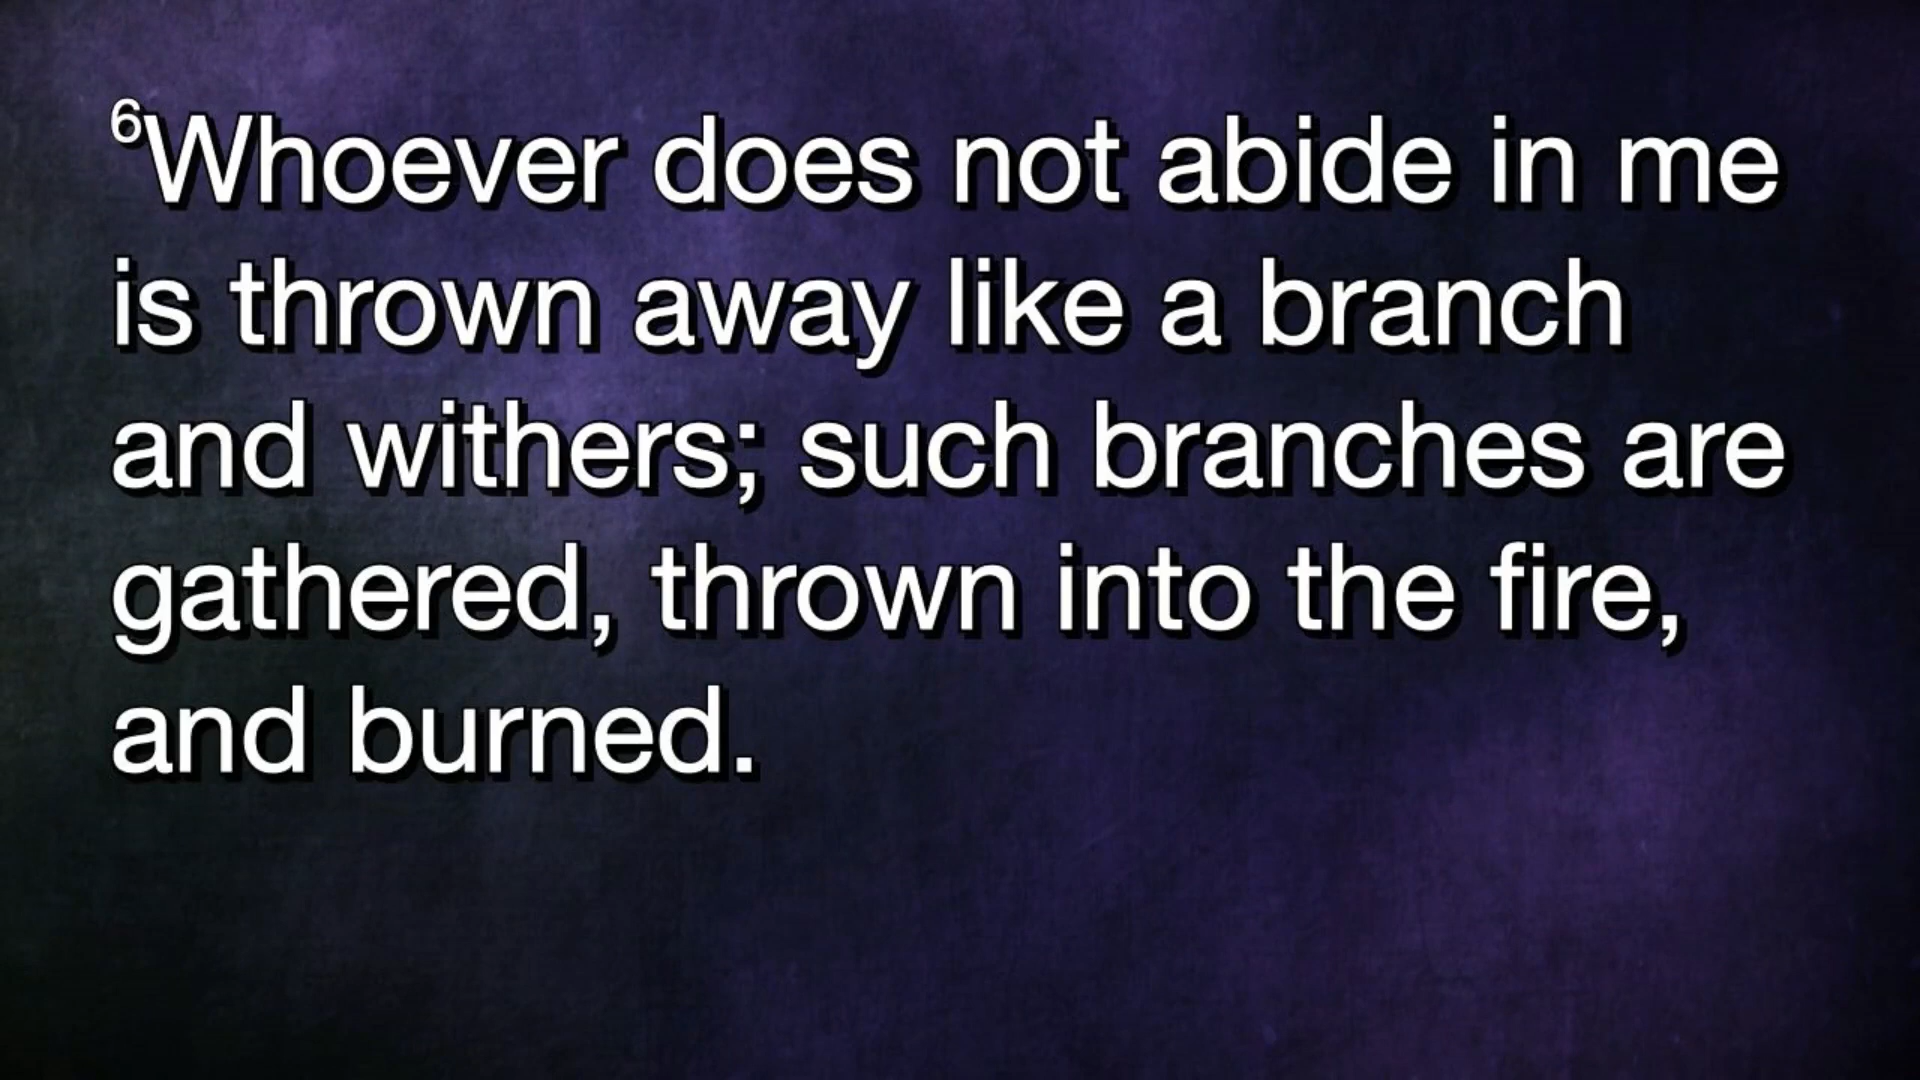 ⁶Whoever does not abide in me
is thrown away like a branch
and withers; such branches are
gathered, thrown into the fire,
and burned.